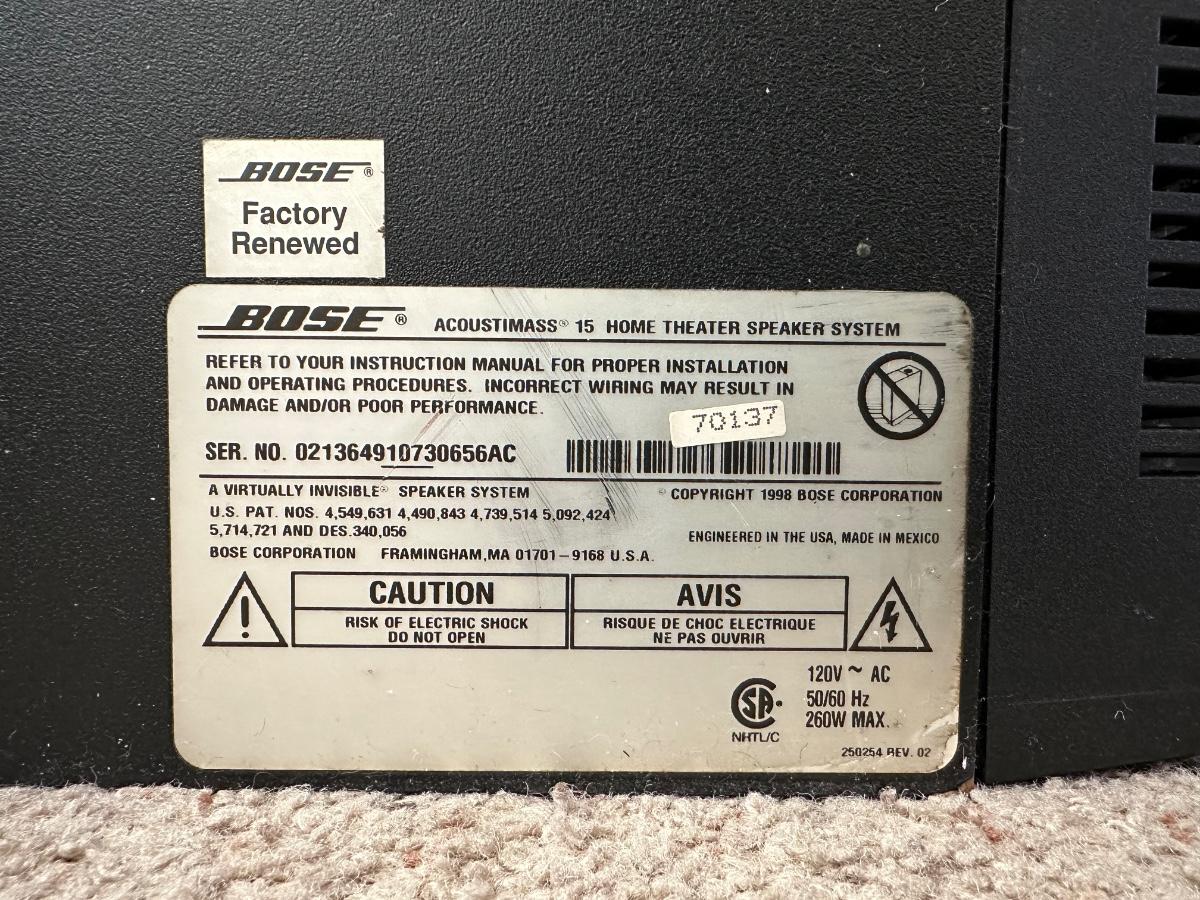 BOSE®
Factory
Renewed
BOSE® ACOUSTIMASS® 15 HOME THEATER SPEAKER SYSTEM
REFER TO YOUR INSTRUCTION MANUAL FOR PROPER INSTALLATION
AND OPERATING PROCEDURES. INCORRECT WIRING MAY RESULT IN
DAMAGE AND/OR POOR PERFORMANCE.
70137
SER. NO. 021364910730656AC
A VIRTUALLY INVISIBLE® SPEAKER SYSTEM
© COPYRIGHT 1998 BOSE CORPORATION
U.S. PAT. NOS. 4,549,631 4,490,843 4,739,514 5,092,424
5,714,721 AND DES.340,056
ENGINEERED IN THE USA, MADE IN MEXICO
BOSE CORPORATION FRAMINGHAM,MA 01701-9168 U.S.A.
CAUTION
RISK OF ELECTRIC SHOCK
DO NOT OPEN
AVIS
RISQUE DE CHOC ELECTRIQUE
NE PAS OUVRIR
SA
NRTL/C
120V ~ AC
50/60 Hz
260W MAX.
250254 REV. 02